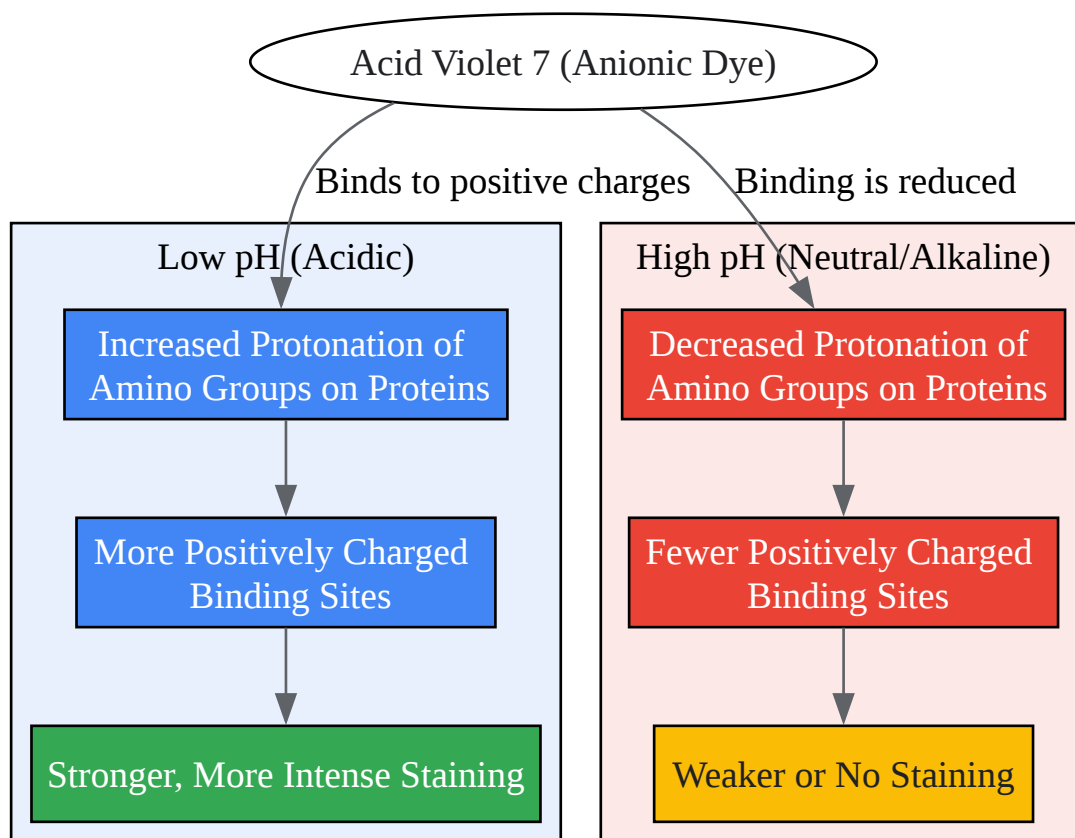 Acid Violet 7 (Anionic Dye)
Binds to positive charges
Binding is reduced
Low pH (Acidic)
Increased Protonation of
Amino Groups on Proteins
More Positively Charged
Binding Sites
Stronger, More Intense Staining
High pH (Neutral/Alkaline)
Decreased Protonation of
Amino Groups on Proteins
Fewer Positively Charged
Binding Sites
Weaker or No Staining